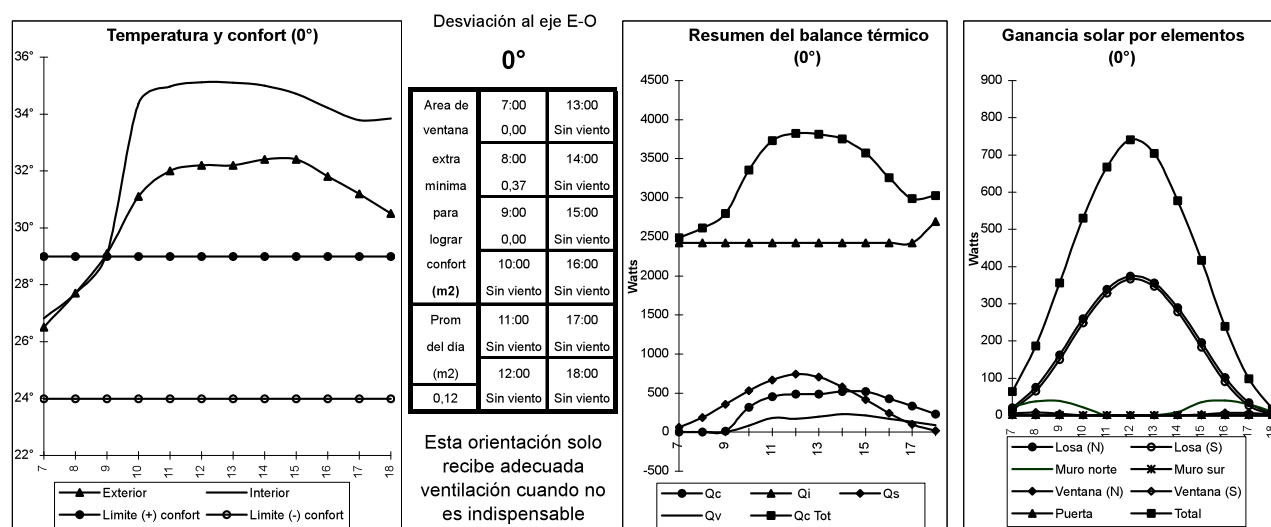 Temperatura y confort (0°)
36°
34°
32°
30°
28°
26°
24°
22°
7
8
9
10
11
12
13
14
15
16
17
18
Exterior
Interior
Limite (+) confort
Limite (-) confort
Desviación al eje E-O
0°
Area de 7:00 13:00
ventana 0,00 Sin viento
extra 8:00 14:00
mínima 0,37 Sin viento
para 9:00 15:00
lograr 0,00 Sin viento
confort 10:00 16:00
(m2) Sin viento Sin viento
Prom 11:00 17:00
del dia Sin viento Sin viento
(m2) 12:00 18:00
0,12 Sin viento Sin viento
Esta orientación solo
recibe adecuada
ventilación cuando no
es indispensable
Resumen del balance térmico
(0°)
4500
4000
3500
3000
2500
2000
1500
1000
500
0
-500
Watts
7
9
11
13
15
17
Qc
Qi
Qs
Qv
Qc Tot
Ganancia solar por elementos
(0°)
900
800
700
600
500
400
300
200
100
0
Watts
7
8
9
10
11
12
13
14
15
16
17
18
Losa (N)
Losa (S)
Muro norte
Muro sur
Ventana (N)
Ventana (S)
Puerta
Total